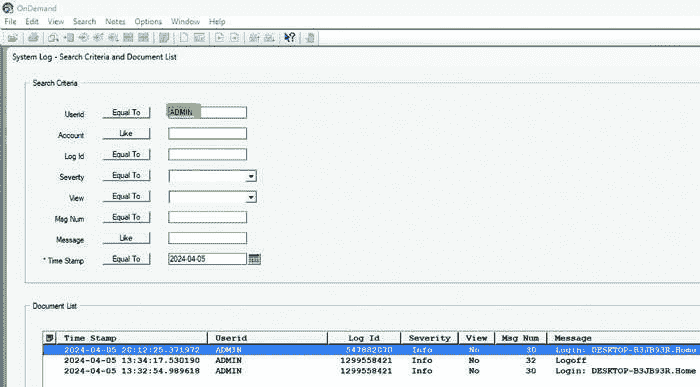 OnDemand
File Edit View Search Notes Options Window Help
System Log - Search Criteria and Document List
Search Criteria
Userid Equal To ADMIN
Account Like
Log Id Equal To
Severity Equal To
View Equal To
Msg Num Equal To
Message Like
* Time Stamp Equal To 2024-04-05
Document List
Time Stamp Userid Log Id Severity View Msg Num Message
2024-04-05 20:12:25.371972 ADMIN 547682070 Info No 30 Login: DESKTOP-B3JB93R.Home
2024-04-05 13:34:17.530190 ADMIN 1299558421 Info No 32 Logoff
2024-04-05 13:32:54.989618 ADMIN 1299558421 Info No 30 Login: DESKTOP-B3JB93R.Home